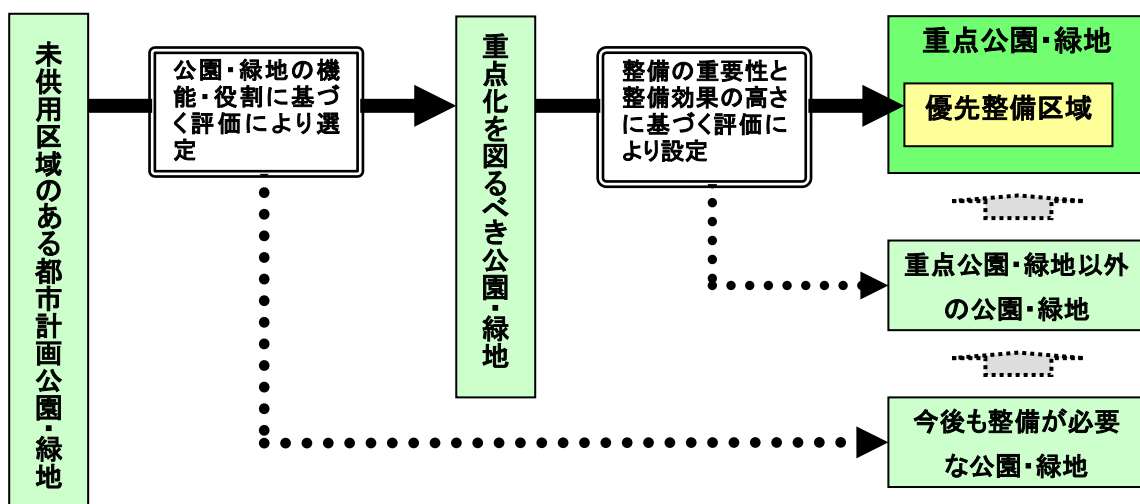 未供用区域のある都市計画公園・緑地
公園・緑地の機
能・役割に基づ
く評価により選
定
重点化を図るべき公園・緑地
整備の重要性と
整備効果の高さ
に基づく評価に
より設定
重点公園・緑地
優先整備区域
重点公園・緑地以外
の公園・緑地
今後も整備が必要
な公園・緑地